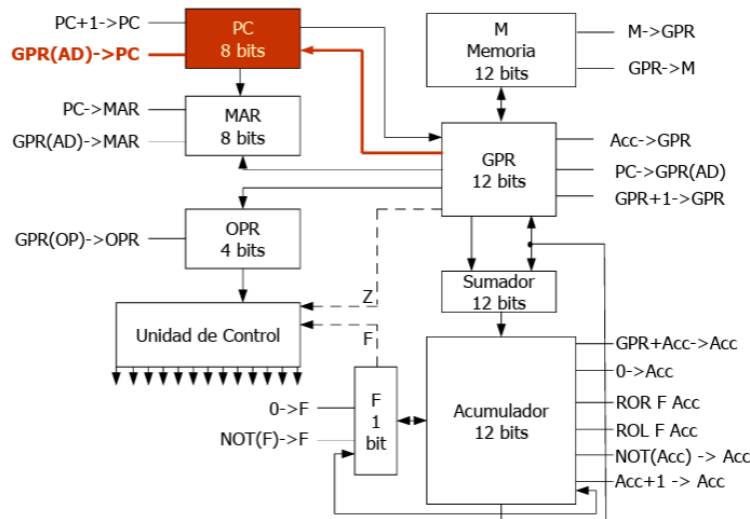 PC+1->PC
GPR(AD)->PC
PC
8 bits
M
Memoria
12 bits
M->GPR
GPR->M
PC->MAR
GPR(AD)->MAR
MAR
8 bits
GPR
12 bits
Acc->GPR
PC->GPR(AD)
GPR+1->GPR
GPR(OP)->OPR
OPR
4 bits
Z
Sumador
12 bits
Unidad de Control
F
GPR+Acc->Acc
0->Acc
ROR F Acc
ROL F Acc
NOT(Acc) -> Acc
Acc+1 -> Acc
0->F
NOT(F)->F
F
1
bit
Acumulador
12 bits